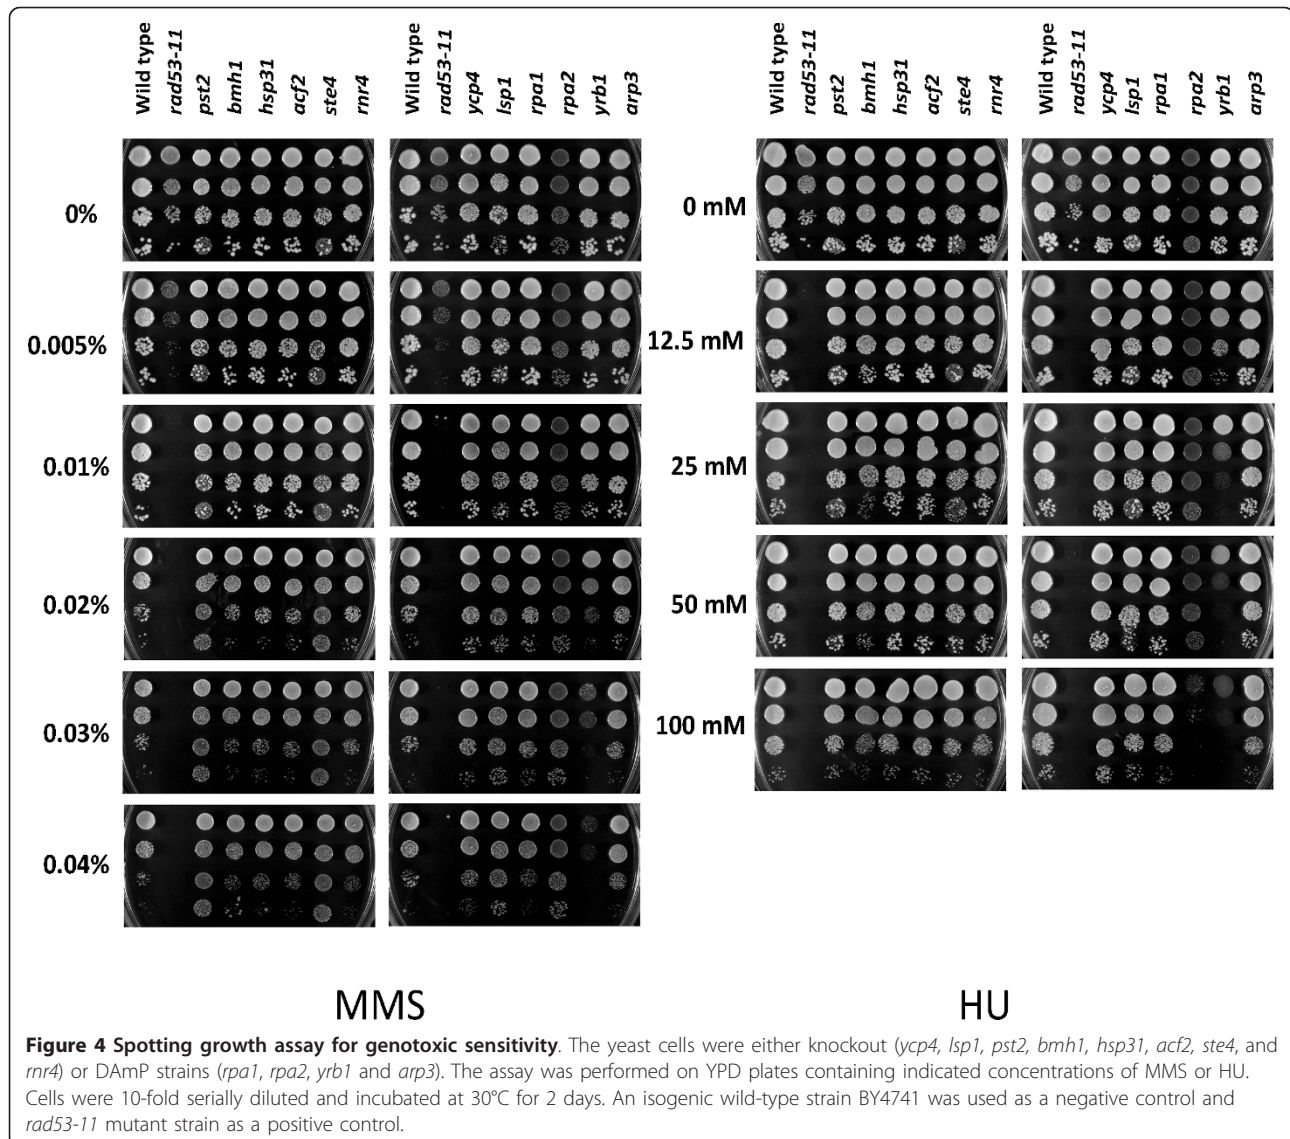 Wild type rad53-11 pst2 bmh1 hsp31 acf2 ste4 rnr4
Wild type rad53-11 ycp4 lsp1 rpa1 rpa2 yrb1 arp3
Wild type rad53-11 pst2 bmh1 hsp31 acf2 ste4 rnr4
Wild type rad53-11 ycp4 lsp1 rpa1 rpa2 yrb1 arp3
0%
0.005%
0.01%
0.02%
0.03%
0.04%
0 mM
12.5 mM
25 mM
50 mM
100 mM
MMS
HU
Figure 4 Spotting growth assay for genotoxic sensitivity. The yeast cells were either knockout (ycp4, lsp1, pst2, bmh1, hsp31, acf2, ste4, and
rnr4) or DAmP strains (rpa1, rpa2, yrb1 and arp3). The assay was performed on YPD plates containing indicated concentrations of MMS or HU.
Cells were 10-fold serially diluted and incubated at 30°C for 2 days. An isogenic wild-type strain BY4741 was used as a negative control and
rad53-11 mutant strain as a positive control.